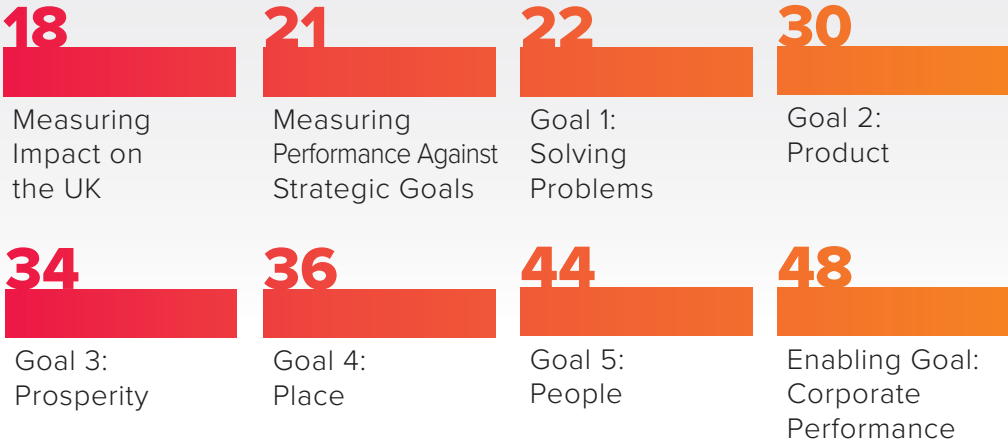 18
Measuring
Impact on
the UK
21
Measuring
Performance Against
Strategic Goals
22
Goal 1:
Solving
Problems
30
Goal 2:
Product
34
Goal 3:
Prosperity
36
Goal 4:
Place
44
Goal 5:
People
48
Enabling Goal:
Corporate
Performance